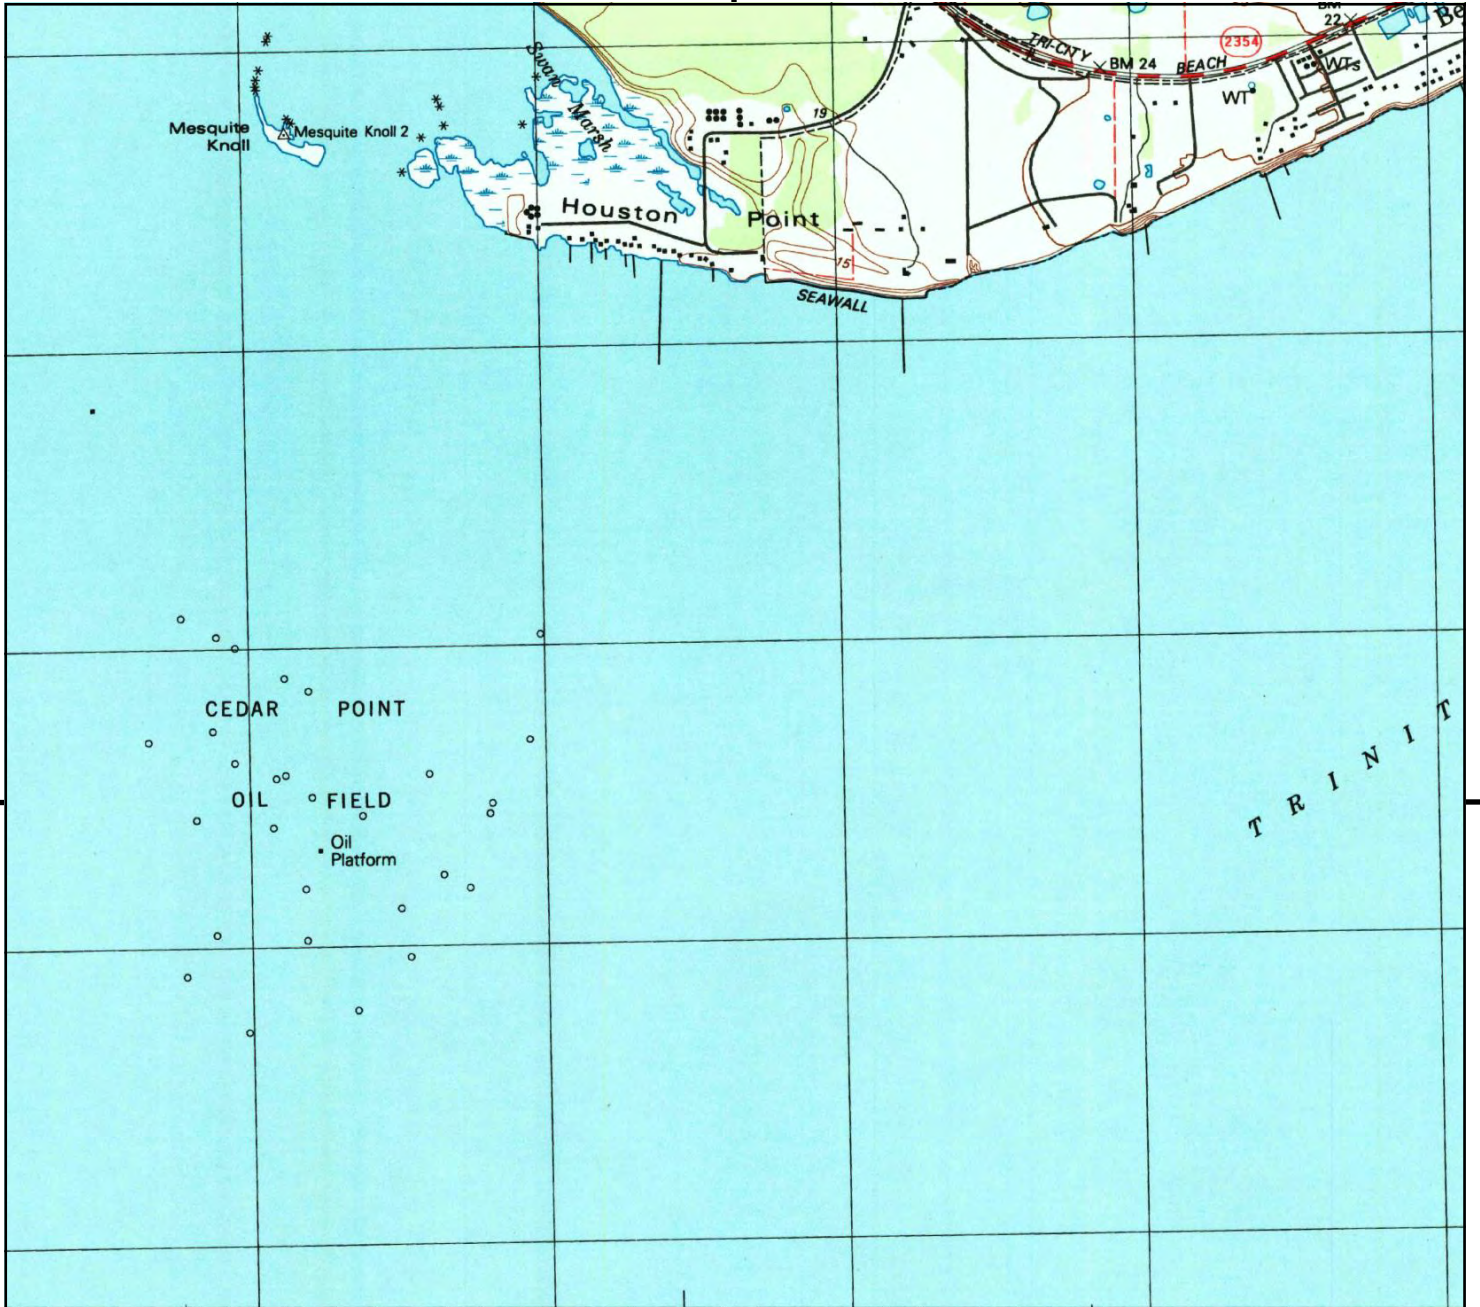 BM
22
Be
TRI-CITY
BM 24
BEACH
2354
WTs
WT
Swan
Marsh
19
Mesquite
Knoll
Mesquite Knoll 2
Houston Point
15
SEAWALL
CEDAR POINT
OIL FIELD
Oil
Platform
T R I N I T